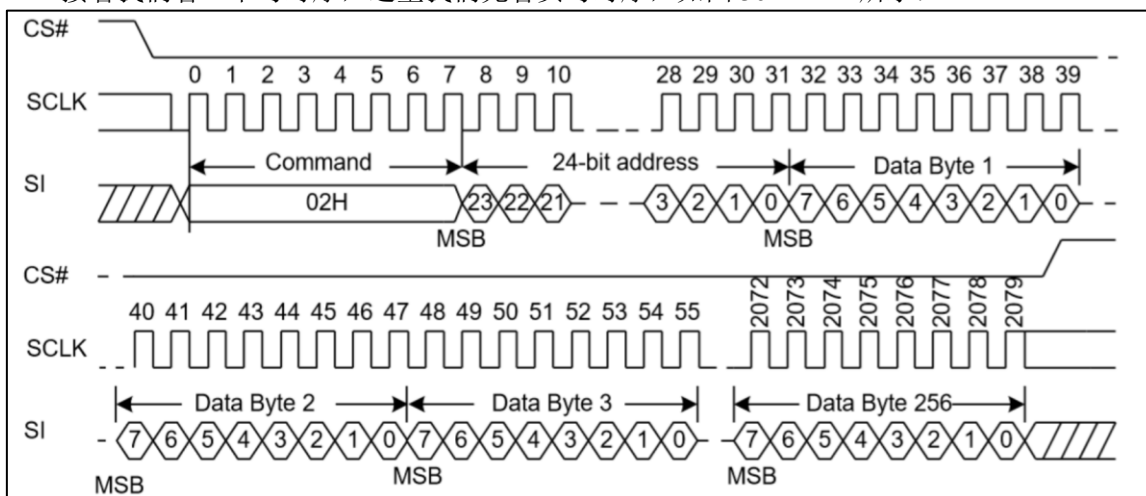 CS#
0 1 2 3 4 5 6 7 8 9 10 28 29 30 31 32 33 34 35 36 37 38 39
SCLK
Command 24-bit address Data Byte 1
SI
02H 23 22 21 3 2 1 0 7 6 5 4 3 2 1 0
MSB MSB
CS#
40 41 42 43 44 45 46 47 48 49 50 51 52 53 54 55 2072 2073 2074 2075 2076 2077 2078 2079
SCLK
Data Byte 2 Data Byte 3 Data Byte 256
SI
7 6 5 4 3 2 1 0 7 6 5 4 3 2 1 0 7 6 5 4 3 2 1 0
MSB MSB MSB